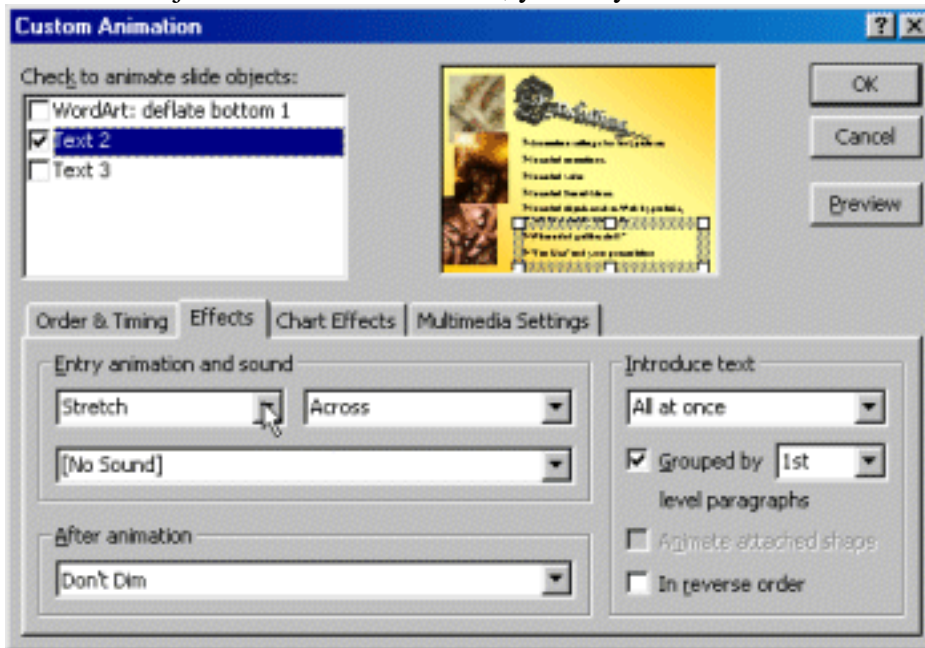 Custom Animation
Check to animate slide objects:
WordArt: deflate bottom 1
Text 2
Text 3
OK
Cancel
Preview
Order & Timing
Effects
Chart Effects
Multimedia Settings
Entry animation and sound
Stretch
Across
[No Sound]
After animation
Don't Dim
Introduce text
All at once
Grouped by 1st
level paragraphs
Animate attached shape
In reverse order